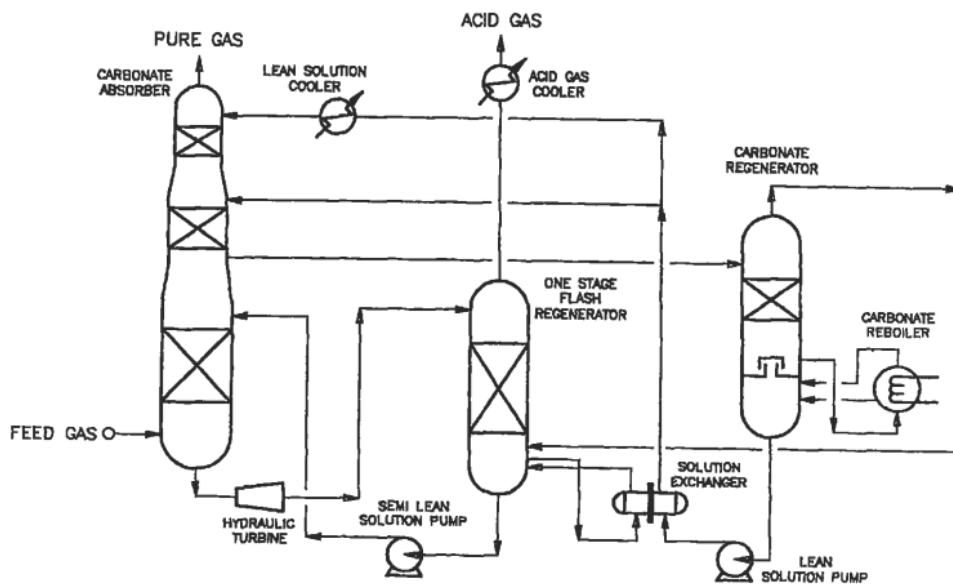 ACID GAS
PURE GAS
CARBONATE
ABSORBER
LEAN SOLUTION
COOLER
ACID GAS
COOLER
CARBONATE
REGENERATOR
ONE STAGE
FLASH
REGENERATOR
CARBONATE
REBOILER
FEED GAS
SOLUTION
EXCHANGER
SEMI LEAN
SOLUTION PUMP
HYDRAULIC
TURBINE
LEAN
SOLUTION PUMP